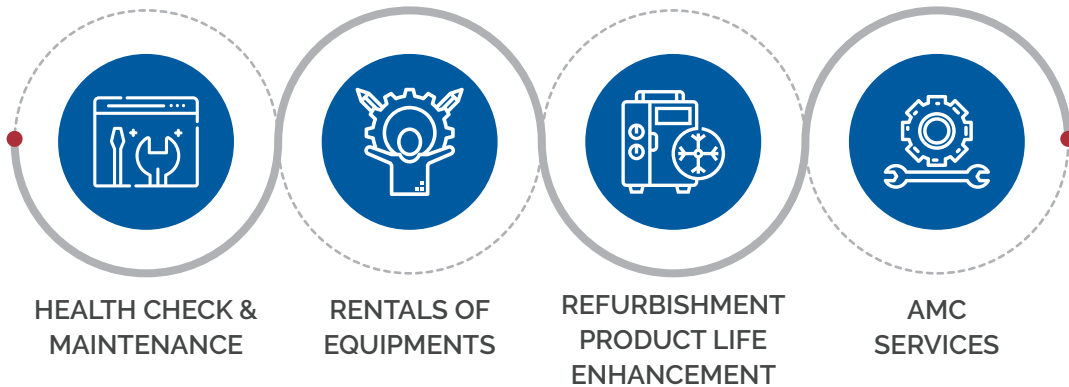 HEALTH CHECK &
MAINTENANCE
RENTALS OF
EQUIPMENTS
REFURBISHMENT
PRODUCT LIFE
ENHANCEMENT
AMC
SERVICES